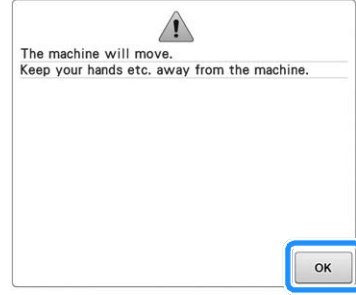 The machine will move.
Keep your hands etc. away from the machine.
OK